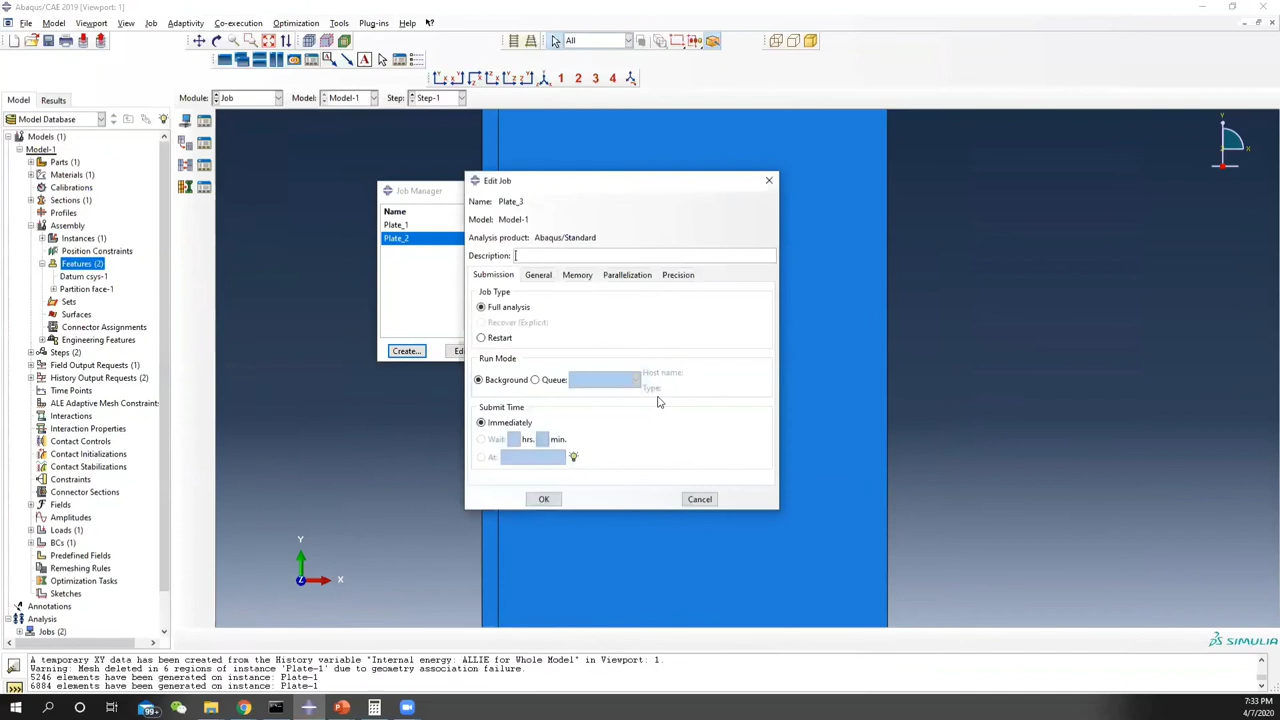 Abaqus/CAE 2019 [Viewport: 1]
File Model Viewport View Job Adaptivity Co-execution Optimization Tools Plug-ins Help
All
1 2 3 4
Model Results
Module: Job Model: Model-1 Step: Step-1
Model Database
Models (1)
Model-1
Parts (1)
Materials (1)
Calibrations
Sections (1)
Profiles
Assembly
Instances (1)
Position Constraints
Features (2)
Datum csys-1
Partition face-1
Sets
Surfaces
Connector Assignments
Engineering Features
Steps (2)
Field Output Requests (1)
History Output Requests (2)
Time Points
ALE Adaptive Mesh Constraint
Interactions
Interaction Properties
Contact Controls
Contact Initializations
Contact Stabilizations
Constraints
Connector Sections
Fields
Amplitudes
Loads (1)
BCs (1)
Predefined Fields
Remeshing Rules
Optimization Tasks
Sketches
Annotations
Analysis
Jobs (2)
Job Manager
Name
Plate_1
Plate_2
Create... Ed
Edit Job
Name: Plate_3
Model: Model-1
Analysis product: Abaqus/Standard
Description:
Submission General Memory Parallelization Precision
Job Type
Full analysis
Recover (Explicit)
Restart
Run Mode
Background Queue: Host name:
Type:
Submit Time
Immediately
Wait: hrs. min.
At:
OK Cancel
Y
X
Y
Z X
SIMULIA
A temporary XY data has been created from the History variable "Internal energy: ALLIE for Whole Model" in Viewport: 1.
Warning: Mesh deleted in 6 regions of instance 'Plate-1' due to geometry association failure.
5246 elements have been generated on instance: Plate-1
6884 elements have been generated on instance: Plate-1
99+
7:33 PM
4/7/2020